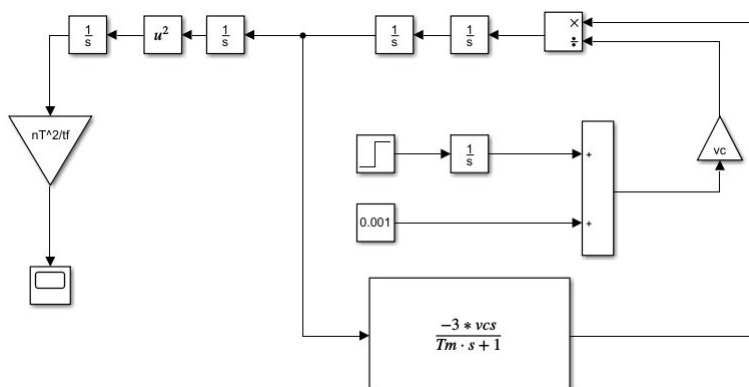 1/s
u²
1/s
1/s
1/s
×
÷
nT^2/tf
1/s
+
vc
0.001
+
-3 * vcs
Tm · s + 1